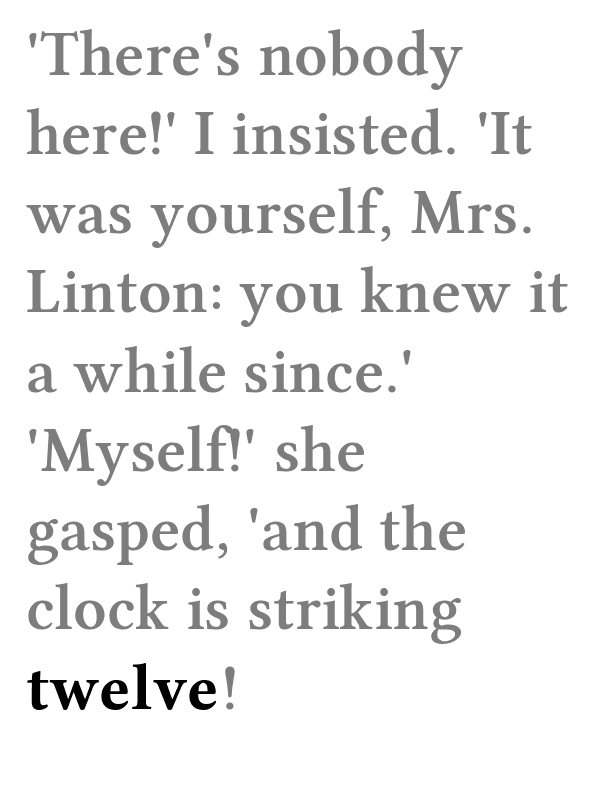 'There's nobody
here!' I insisted. 'It
was yourself, Mrs.
Linton: you knew it
a while since.'
'Myself!' she
gasped, 'and the
clock is striking
twelve!